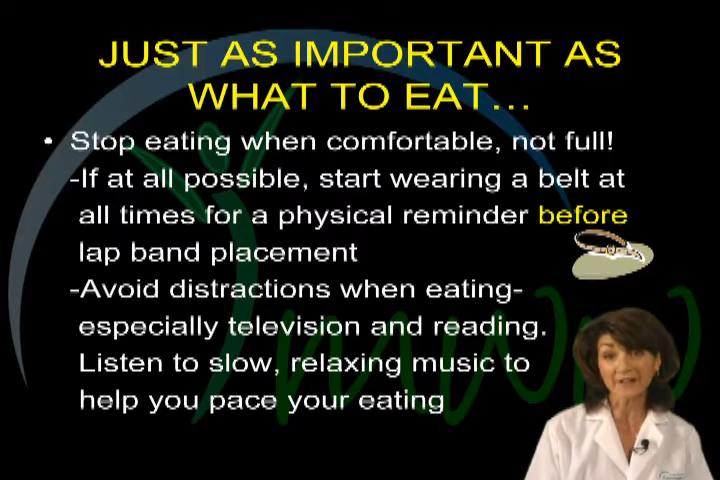 JUST AS IMPORTANT AS
WHAT TO EAT…
• Stop eating when comfortable, not full!
-If at all possible, start wearing a belt at
all times for a physical reminder before
lap band placement
-Avoid distractions when eating-
especially television and reading.
Listen to slow, relaxing music to
help you pace your eating